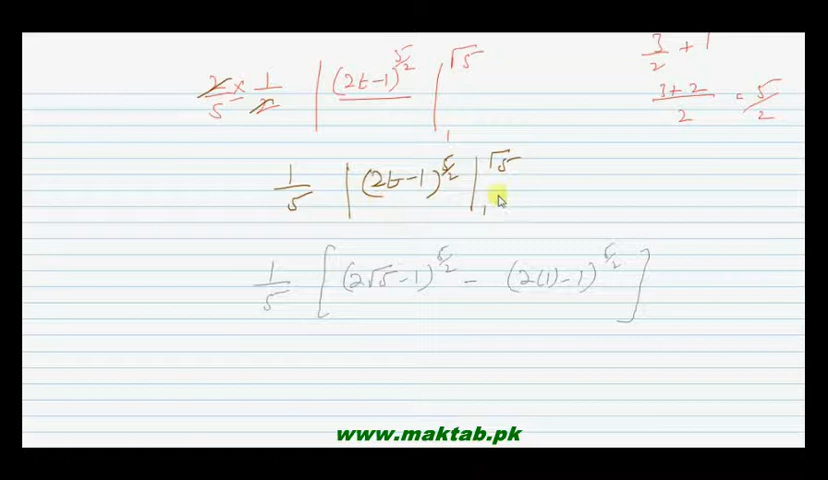 2/5 × 1/2 |(2t-1)^5/2|_1^√5
3/2 + 1
3+2/2 = 5/2
1/5 |(2t-1)^5/2|_1^√5
1/5 [(2√5-1)^5/2 - (2(1)-1)^5/2]
www.maktab.pk